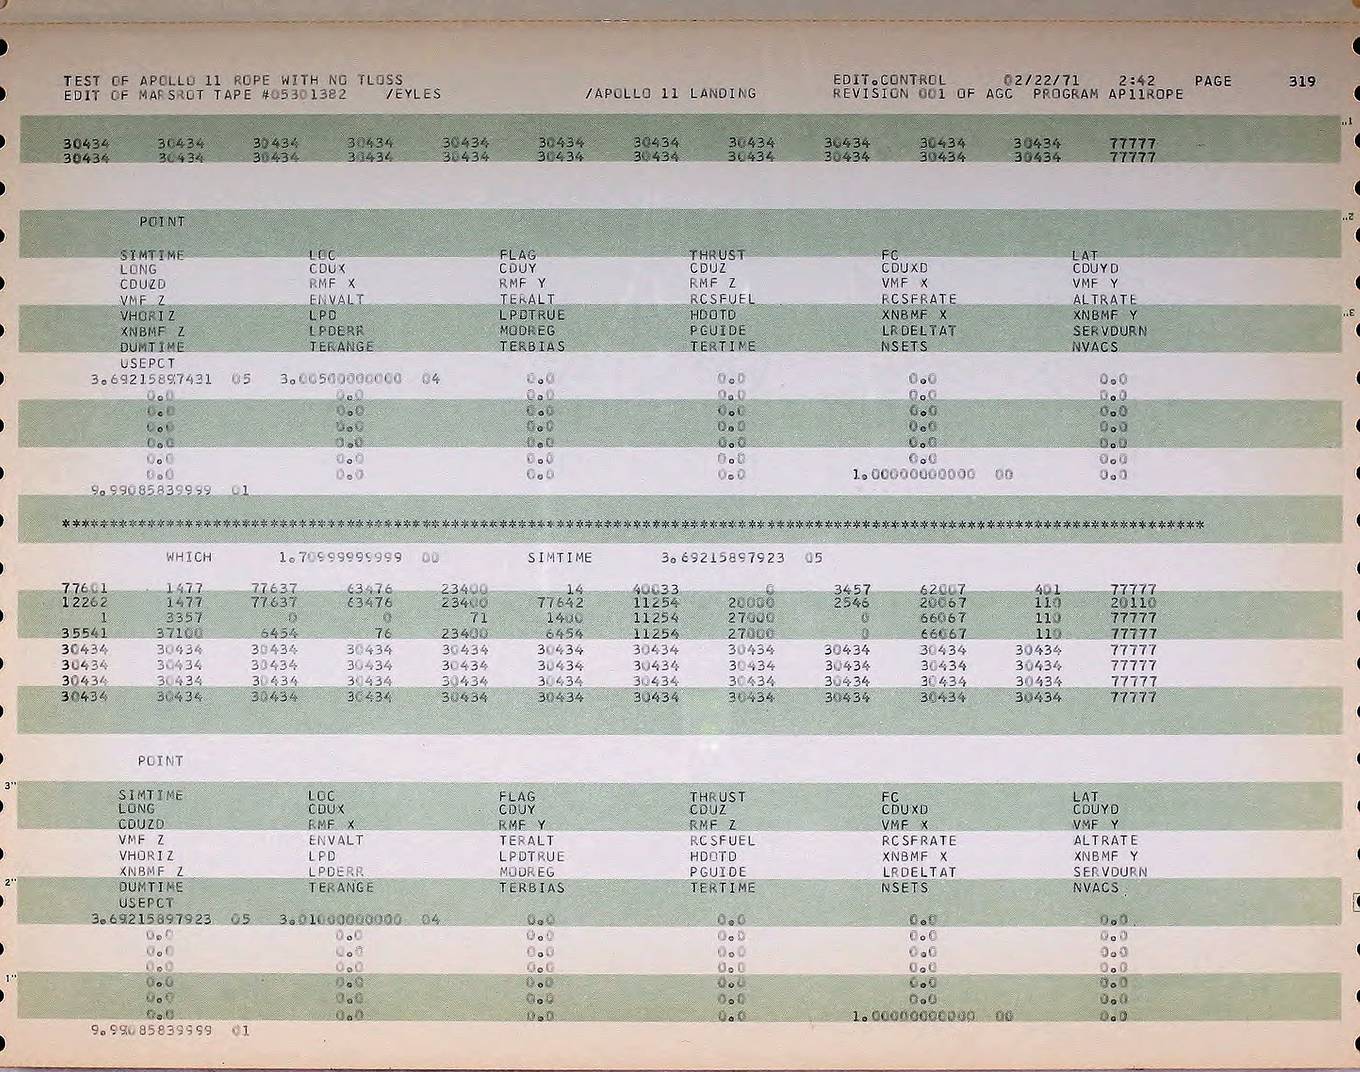 TEST OF APOLLO 11 ROPE WITH NO TLOSS EDIT.CONTROL 02/22/71 2:42 PAGE 319
EDIT OF MARSROT TAPE #05301382 /EYLES /APOLLO 11 LANDING REVISION 001 OF AGC PROGRAM AP11ROPE
30434 30434 30434 30434 30434 30434 30434 30434 30434 30434 30434 77777
30434 30434 30434 30434 30434 30434 30434 30434 30434 30434 30434 77777
POINT
SIMTIME LOC FLAG THRUST FC LAT
LONG CDUX CDUY CDUZ CDUXD CDUYD
CDUZD RMF X RMF Y RMF Z VMF X VMF Y
VMF Z ENVALT TERALT RCSFUEL RCSFRATE ALTRATE
VHORIZ LPD LPDTRUE HDOTD XNBMF X XNBMF Y
XNBMF Z LPDERR MODREG PGUIDE LRDELTAT SERVDURN
DUMTIME TERANGE TERBIAS TERTIME NSETS NVACS
USEPCT
3.69215897431 05 3.00500000000 04 0.0 0.0 0.0 0.0
0.0 0.0 0.0 0.0 0.0 0.0
0.0 0.0 0.0 0.0 0.0 0.0
0.0 0.0 0.0 0.0 0.0 0.0
0.0 0.0 0.0 0.0 0.0 0.0
0.0 0.0 0.0 0.0 0.0 0.0
0.0 0.0 0.0 0.0 1.00000000000 00 0.0
9.99085839999 01
************************************************************************************************************************
WHICH 1.70999999999 00 SIMTIME 3.69215897923 05
77601 1477 77637 63476 23400 14 40033 0 3457 62007 401 77777
12262 1477 77637 63476 23400 77642 11254 20000 2546 20067 110 20110
1 3357 0 0 71 1400 11254 27000 0 66067 110 77777
35541 37100 6454 76 23400 6454 11254 27000 0 66067 110 77777
30434 30434 30434 30434 30434 30434 30434 30434 30434 30434 30434 77777
30434 30434 30434 30434 30434 30434 30434 30434 30434 30434 30434 77777
30434 30434 30434 30434 30434 30434 30434 30434 30434 30434 30434 77777
30434 30434 30434 30434 30434 30434 30434 30434 30434 30434 30434 77777
POINT
SIMTIME LOC FLAG THRUST FC LAT
LONG CDUX CDUY CDUZ CDUXD CDUYD
CDUZD RMF X RMF Y RMF Z VMF X VMF Y
VMF Z ENVALT TERALT RCSFUEL RCSFRATE ALTRATE
VHORIZ LPD LPDTRUE HDOTD XNBMF X XNBMF Y
XNBMF Z LPDERR MODREG PGUIDE LRDELTAT SERVDURN
DUMTIME TERANGE TERBIAS TERTIME NSETS NVACS
USEPCT
3.69215897923 05 3.01000000000 04 0.0 0.0 0.0 0.0
0.0 0.0 0.0 0.0 0.0 0.0
0.0 0.0 0.0 0.0 0.0 0.0
0.0 0.0 0.0 0.0 0.0 0.0
0.0 0.0 0.0 0.0 0.0 0.0
0.0 0.0 0.0 0.0 0.0 0.0
0.0 0.0 0.0 0.0 1.00000000000 00 0.0
9.99085839999 01
3"
2"
1"